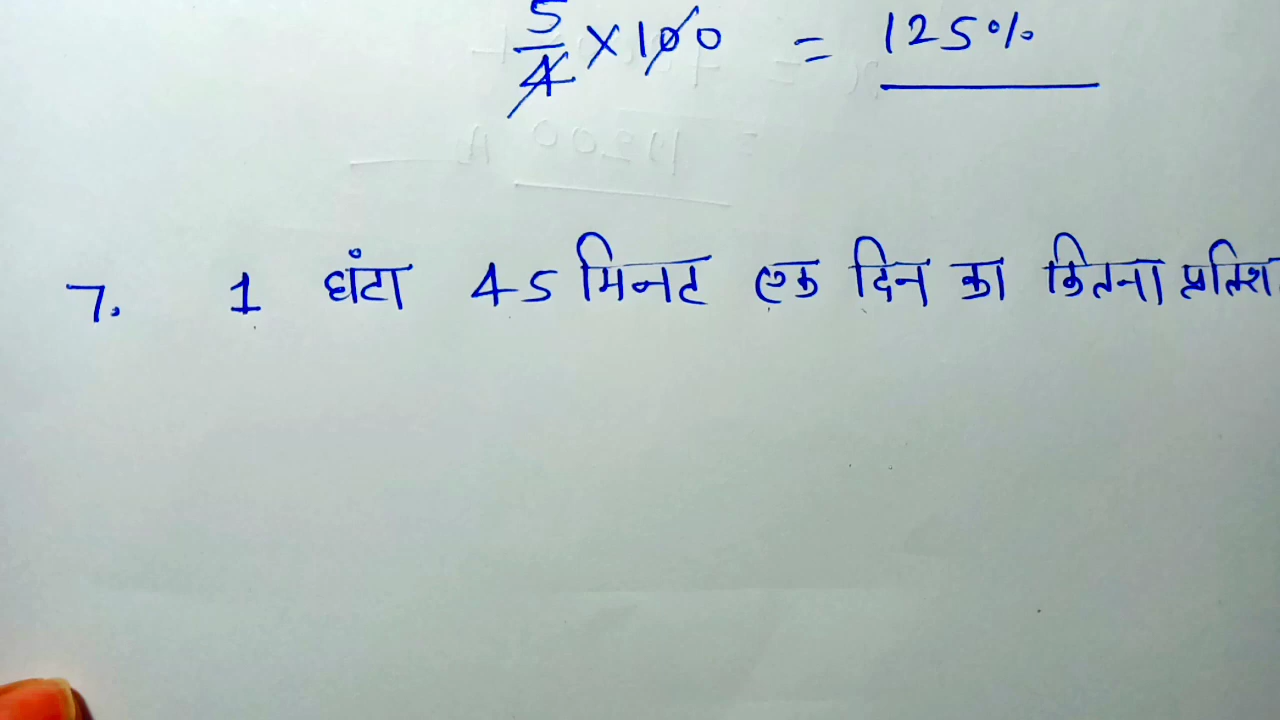 5/4 × 100 = 125%
7. 1 घंटा 45 मिनट एक दिन का कितना प्रतिश